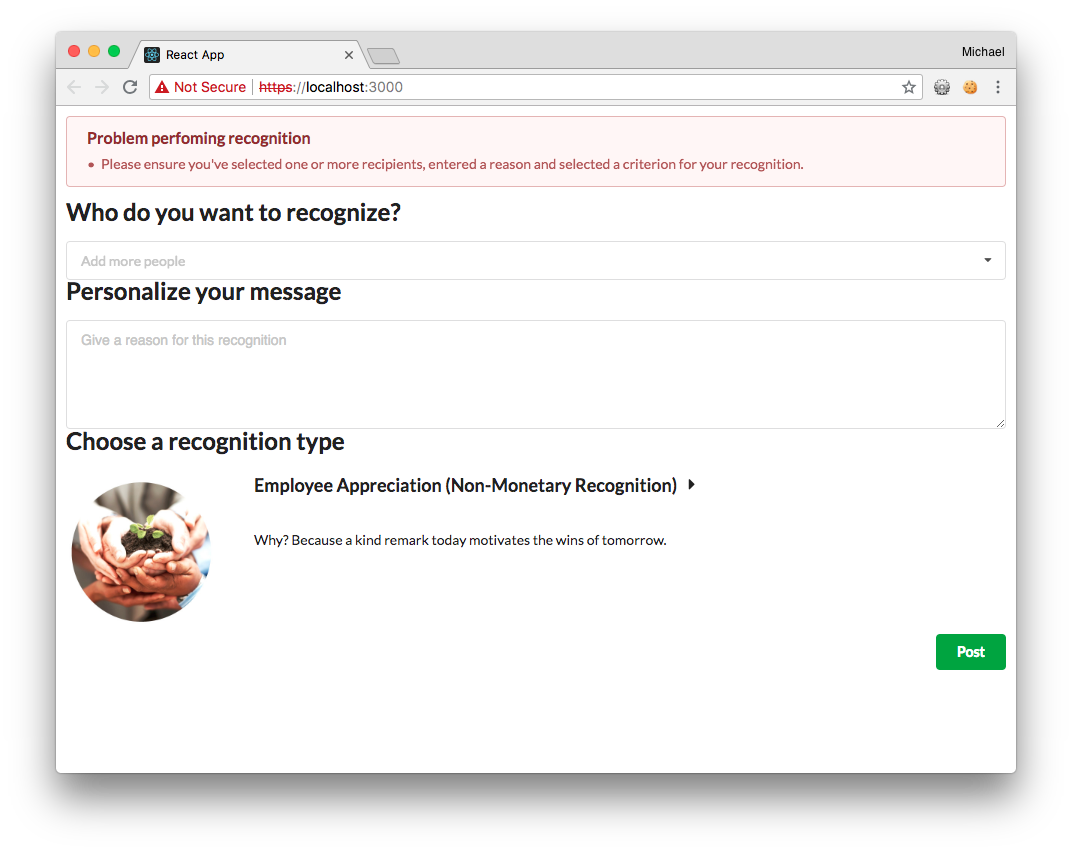 React App
Michael
Not Secure
https://localhost:3000
Problem perfoming recognition
Please ensure you've selected one or more recipients, entered a reason and selected a criterion for your recognition.
Who do you want to recognize?
Add more people
Personalize your message
Give a reason for this recognition
Choose a recognition type
Employee Appreciation (Non-Monetary Recognition)
Why? Because a kind remark today motivates the wins of tomorrow.
Post